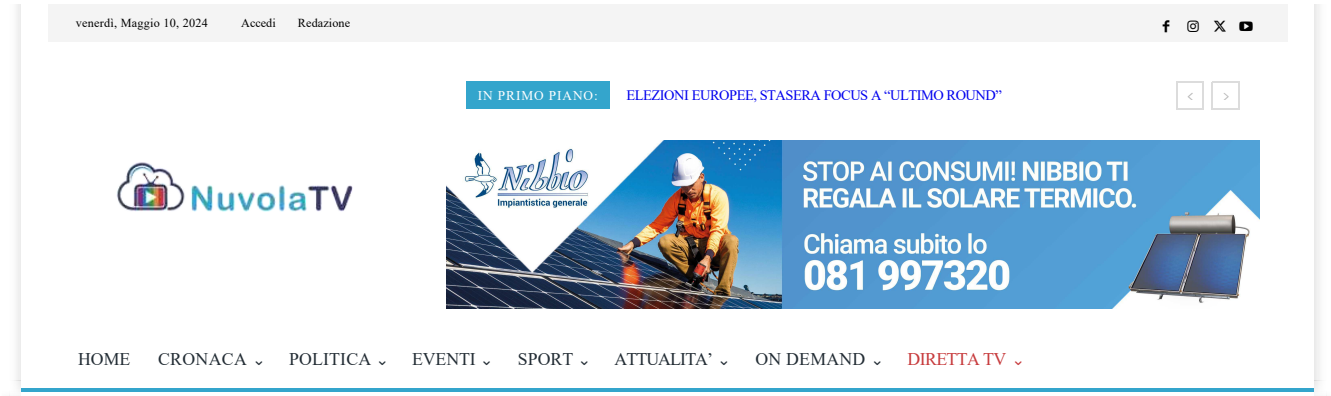 venerdì, Maggio 10, 2024 Accedi Redazione
IN PRIMO PIANO: ELEZIONI EUROPEE, STASERA FOCUS A “ULTIMO ROUND”
NuvolaTV
Nibbio
Impiantistica generale
STOP AI CONSUMI! NIBBIO TI
REGALA IL SOLARE TERMICO.
Chiama subito lo
081 997320
HOME CRONACA POLITICA EVENTI SPORT ATTUALITA’ ON DEMAND DIRETTA TV